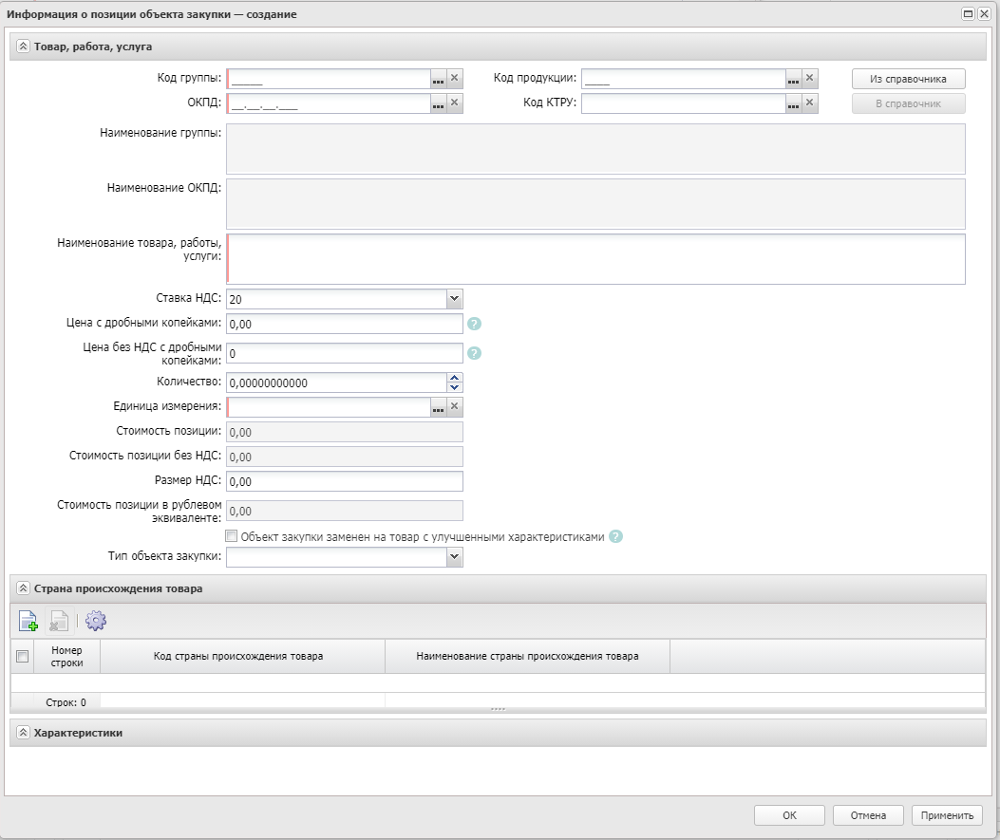 Информация о позиции объекта закупки — создание
Товар, работа, услуга
Код группы: _____ ... Код продукции: ____ ... Из справочника
ОКПД: __.__.__.___ ... Код КТРУ: ... В справочник
Наименование группы:
Наименование ОКПД:
Наименование товара, работы,
услуги:
Ставка НДС: 20
Цена с дробными копейками: 0,00 ?
Цена без НДС с дробными
копейками: 0 ?
Количество: 0,00000000000
Единица измерения: ...
Стоимость позиции: 0,00
Стоимость позиции без НДС: 0,00
Размер НДС: 0,00
Стоимость позиции в рублевом
эквиваленте: 0,00
Объект закупки заменен на товар с улучшенными характеристиками ?
Тип объекта закупки:
Страна происхождения товара
Номер
строки
Код страны происхождения товара
Наименование страны происхождения товара
Строк: 0
Характеристики
ОК Отмена Применить